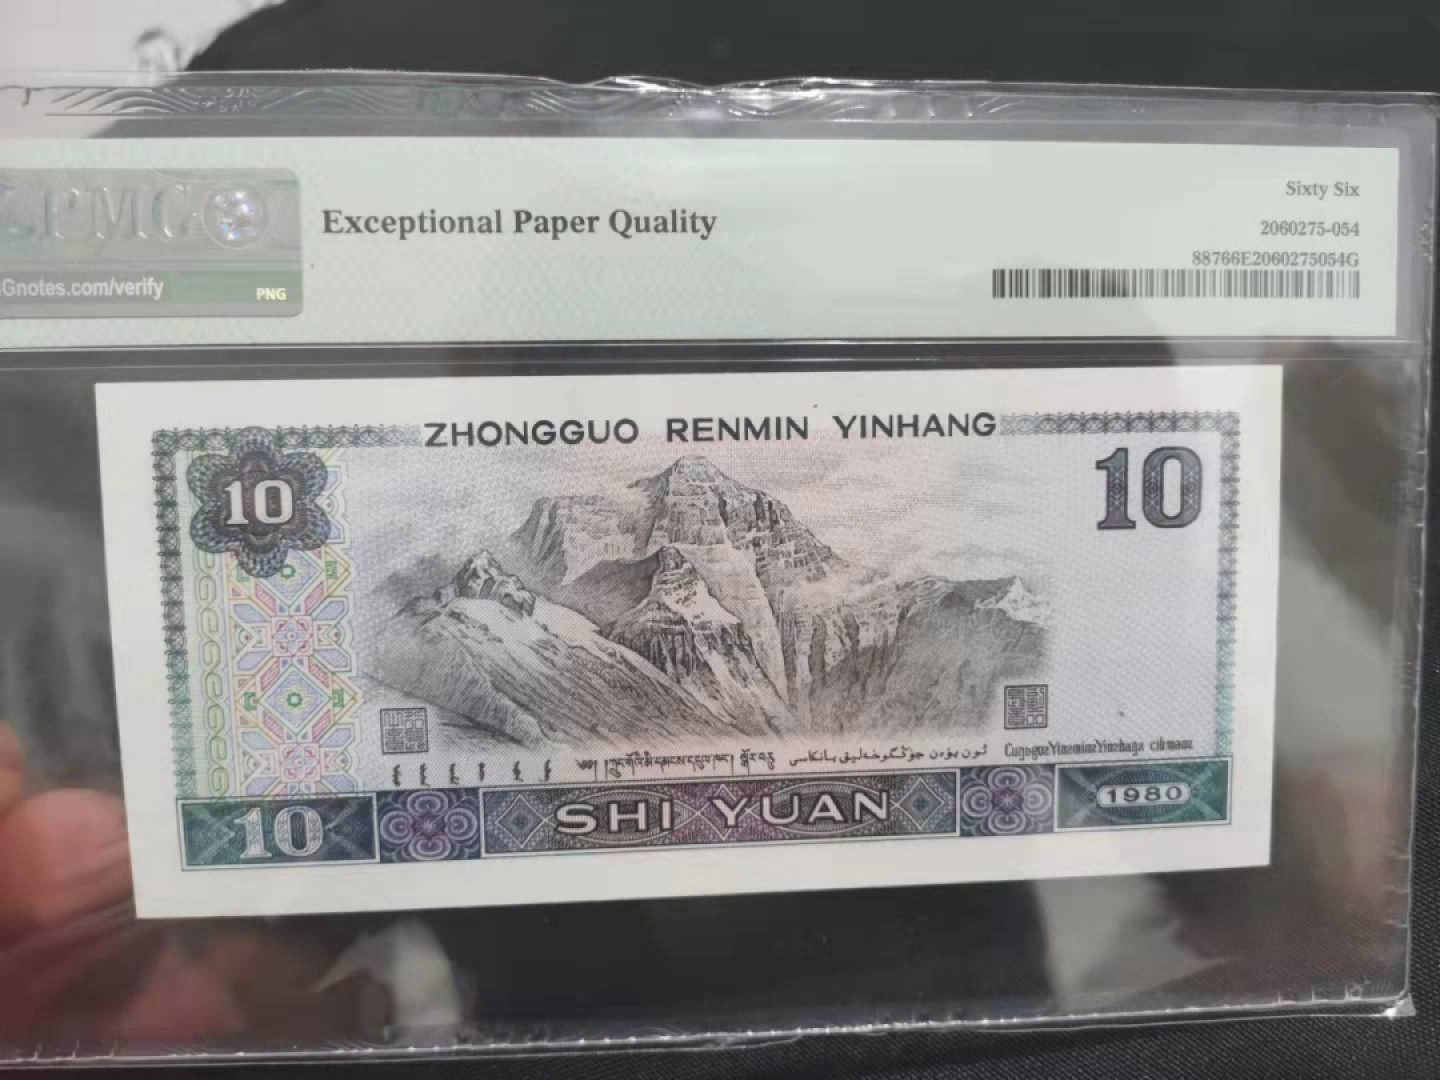 PMG
Gnotes.com/verify
PNG
Exceptional Paper Quality
Sixty Six
2060275-054
88766E2060275054G
ZHONGGUO RENMIN YINHANG
10
10
10
SHI YUAN
1980